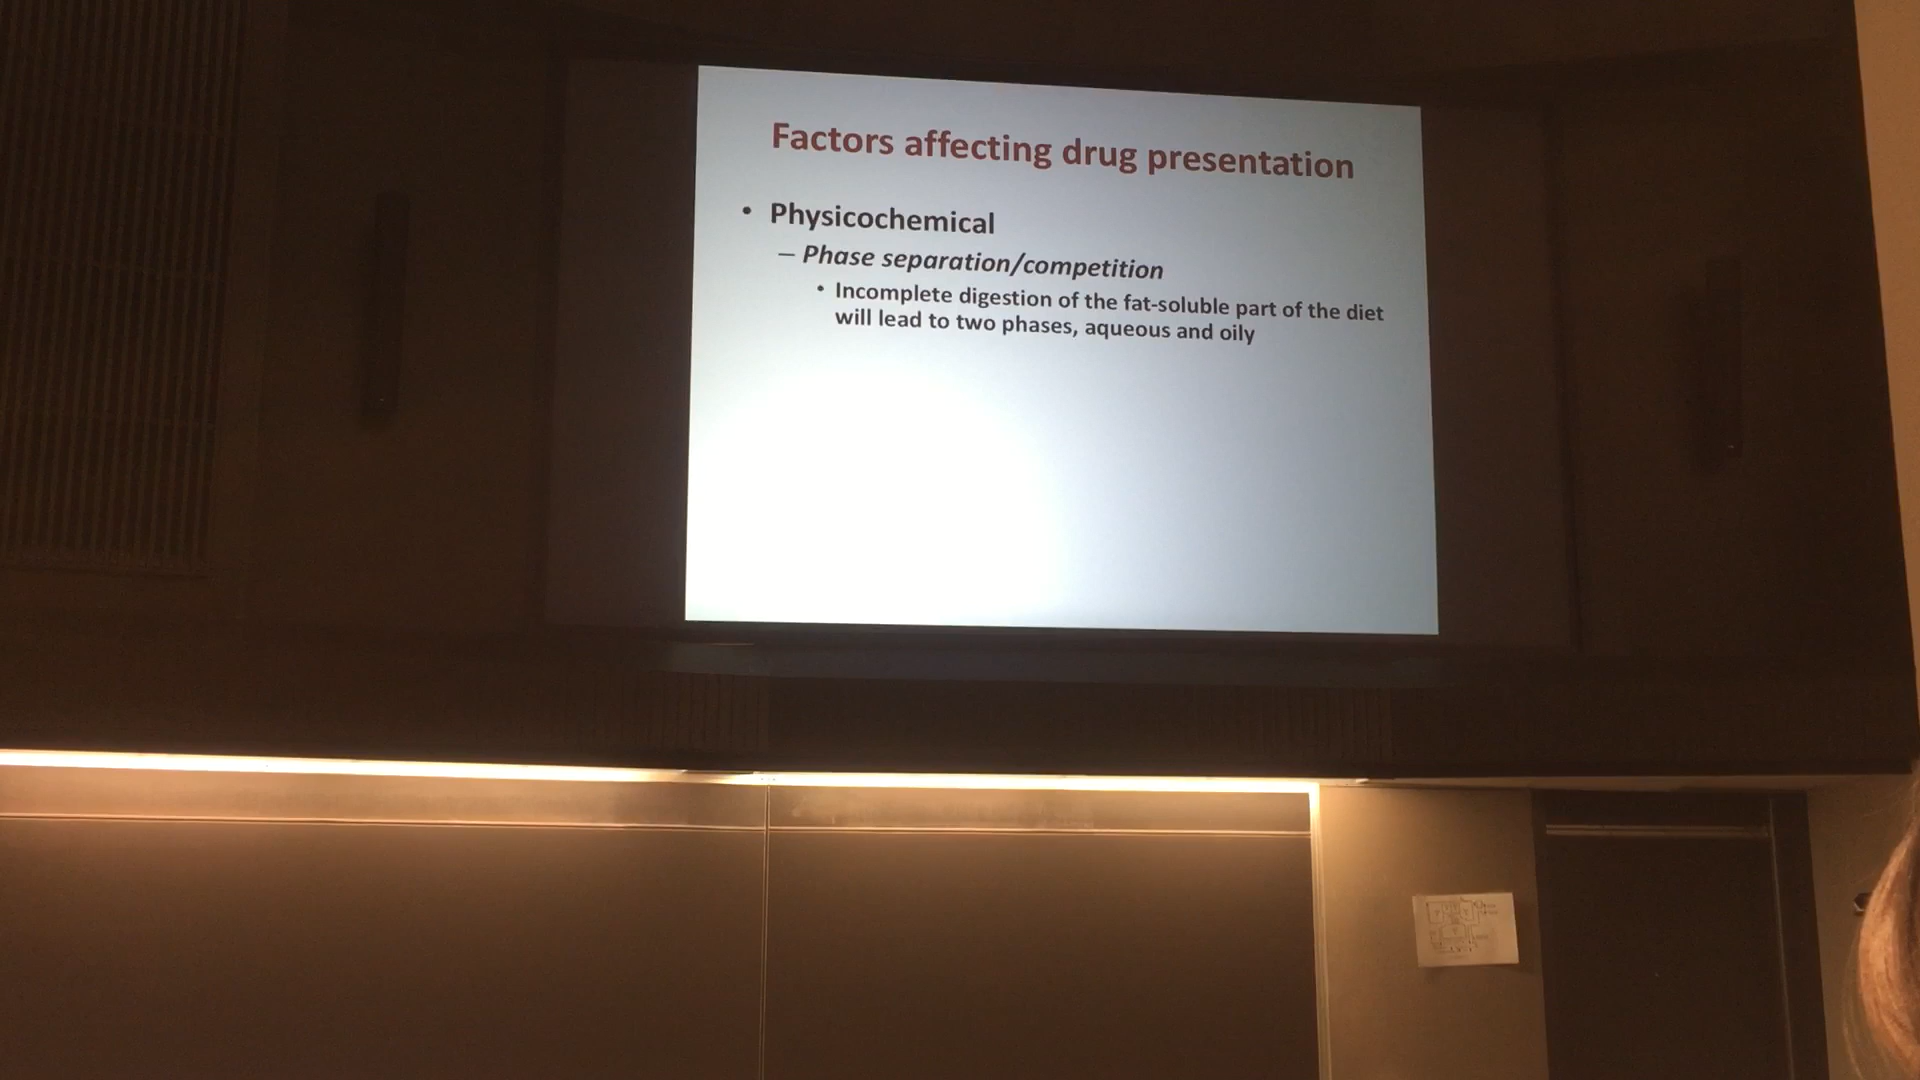 Factors affecting drug presentation
• Physicochemical
– Phase separation/competition
• Incomplete digestion of the fat-soluble part of the diet
will lead to two phases, aqueous and oily